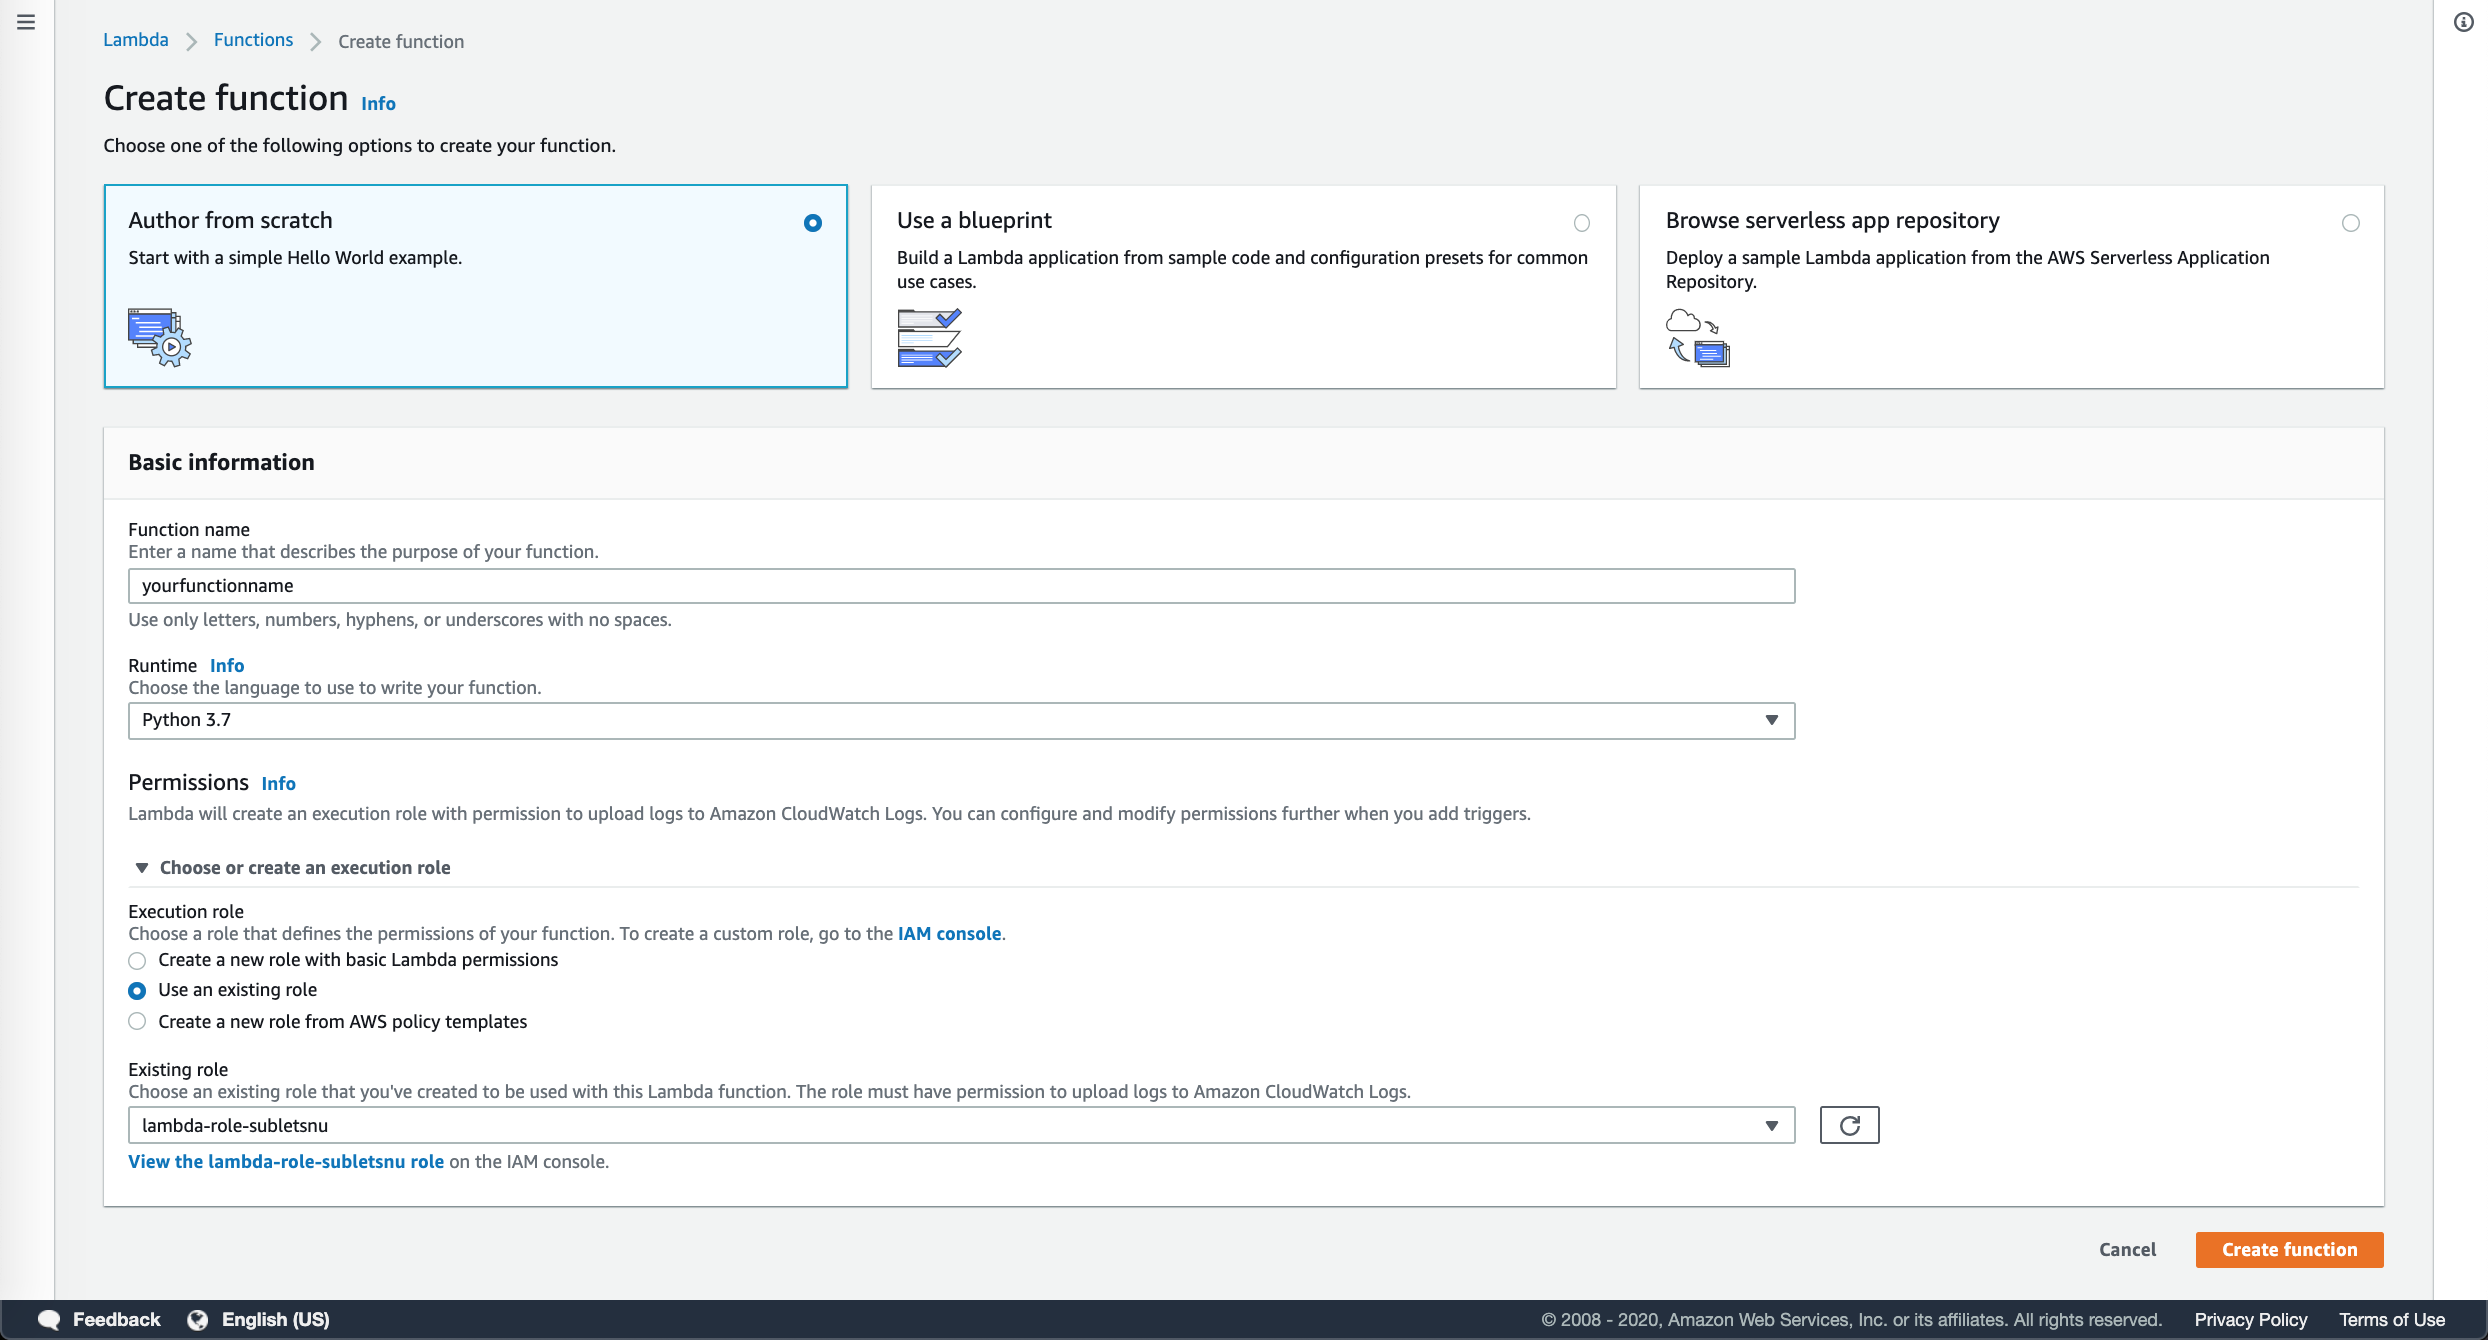 Lambda Functions Create function
Create function Info
Choose one of the following options to create your function.
Author from scratch
Start with a simple Hello World example.
Use a blueprint
Build a Lambda application from sample code and configuration presets for common
use cases.
Browse serverless app repository
Deploy a sample Lambda application from the AWS Serverless Application
Repository.
Basic information
Function name
Enter a name that describes the purpose of your function.
yourfunctionname
Use only letters, numbers, hyphens, or underscores with no spaces.
Runtime Info
Choose the language to use to write your function.
Python 3.7
Permissions Info
Lambda will create an execution role with permission to upload logs to Amazon CloudWatch Logs. You can configure and modify permissions further when you add triggers.
Choose or create an execution role
Execution role
Choose a role that defines the permissions of your function. To create a custom role, go to the IAM console.
Create a new role with basic Lambda permissions
Use an existing role
Create a new role from AWS policy templates
Existing role
Choose an existing role that you've created to be used with this Lambda function. The role must have permission to upload logs to Amazon CloudWatch Logs.
lambda-role-subletsnu
View the lambda-role-subletsnu role on the IAM console.
Cancel Create function
Feedback English (US) © 2008 - 2020, Amazon Web Services, Inc. or its affiliates. All rights reserved. Privacy Policy Terms of Use